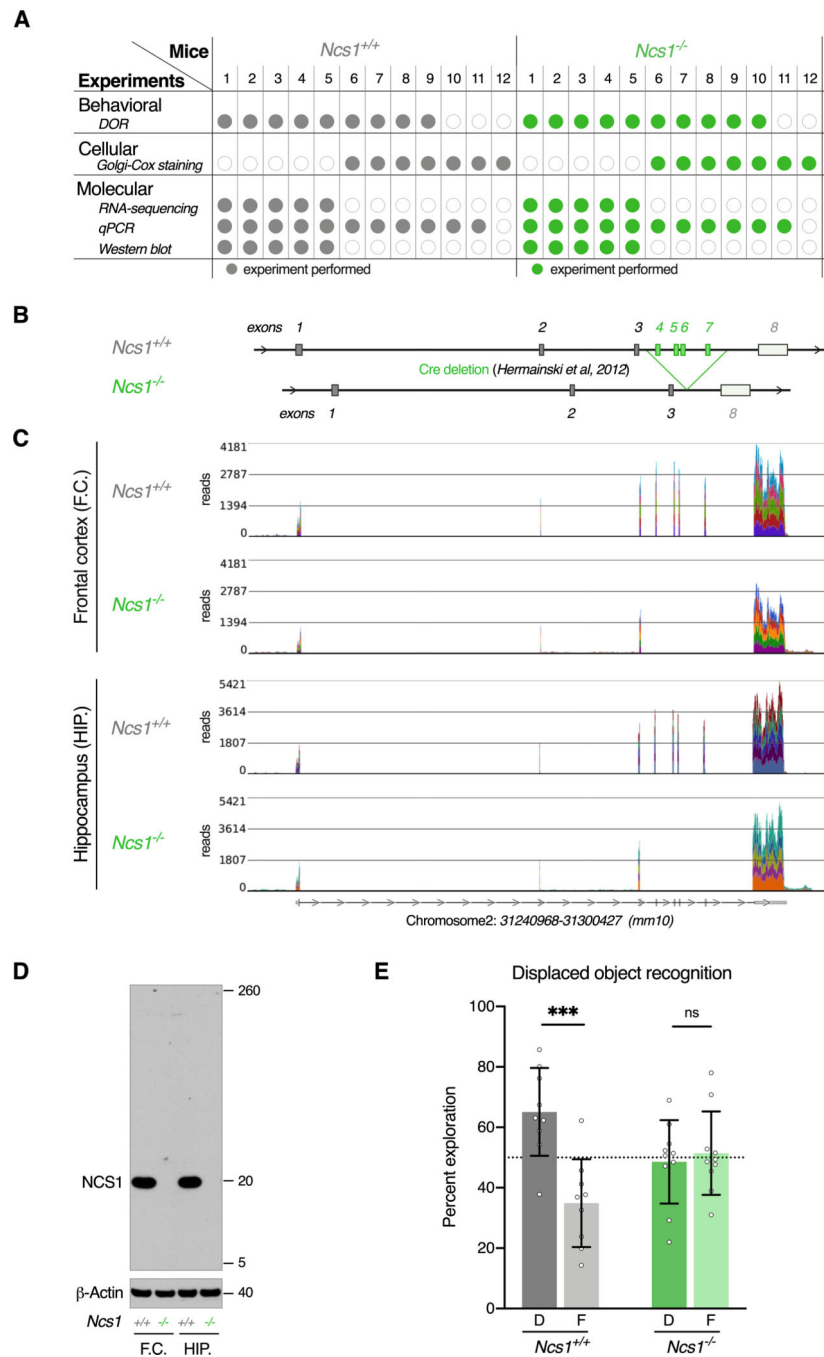 A
Mice
Ncs1+/+
Ncs1-/-
Experiments
1 2 3 4 5 6 7 8 9 10 11 12
1 2 3 4 5 6 7 8 9 10 11 12
Behavioral
DOR
Cellular
Golgi-Cox staining
Molecular
RNA-sequencing
qPCR
Western blot
experiment performed
experiment performed
B
exons 1 2 3 4 5 6 7 8
Ncs1+/+
Cre deletion (Hermainski et al, 2012)
Ncs1-/-
exons 1 2 3 8
C
Frontal cortex (F.C.)
Ncs1+/+
reads
4181
2787
1394
0
Ncs1-/-
reads
4181
2787
1394
0
Hippocampus (HIP.)
Ncs1+/+
reads
5421
3614
1807
0
Ncs1-/-
reads
5421
3614
1807
0
Chromosome2: 31240968-31300427 (mm10)
D
260
NCS1
20
5
β-Actin
40
Ncs1 +/+ -/- +/+ -/-
F.C. HIP.
E
Displaced object recognition
Percent exploration
100
80
60
40
20
0
***
ns
D F D F
Ncs1+/+ Ncs1-/-